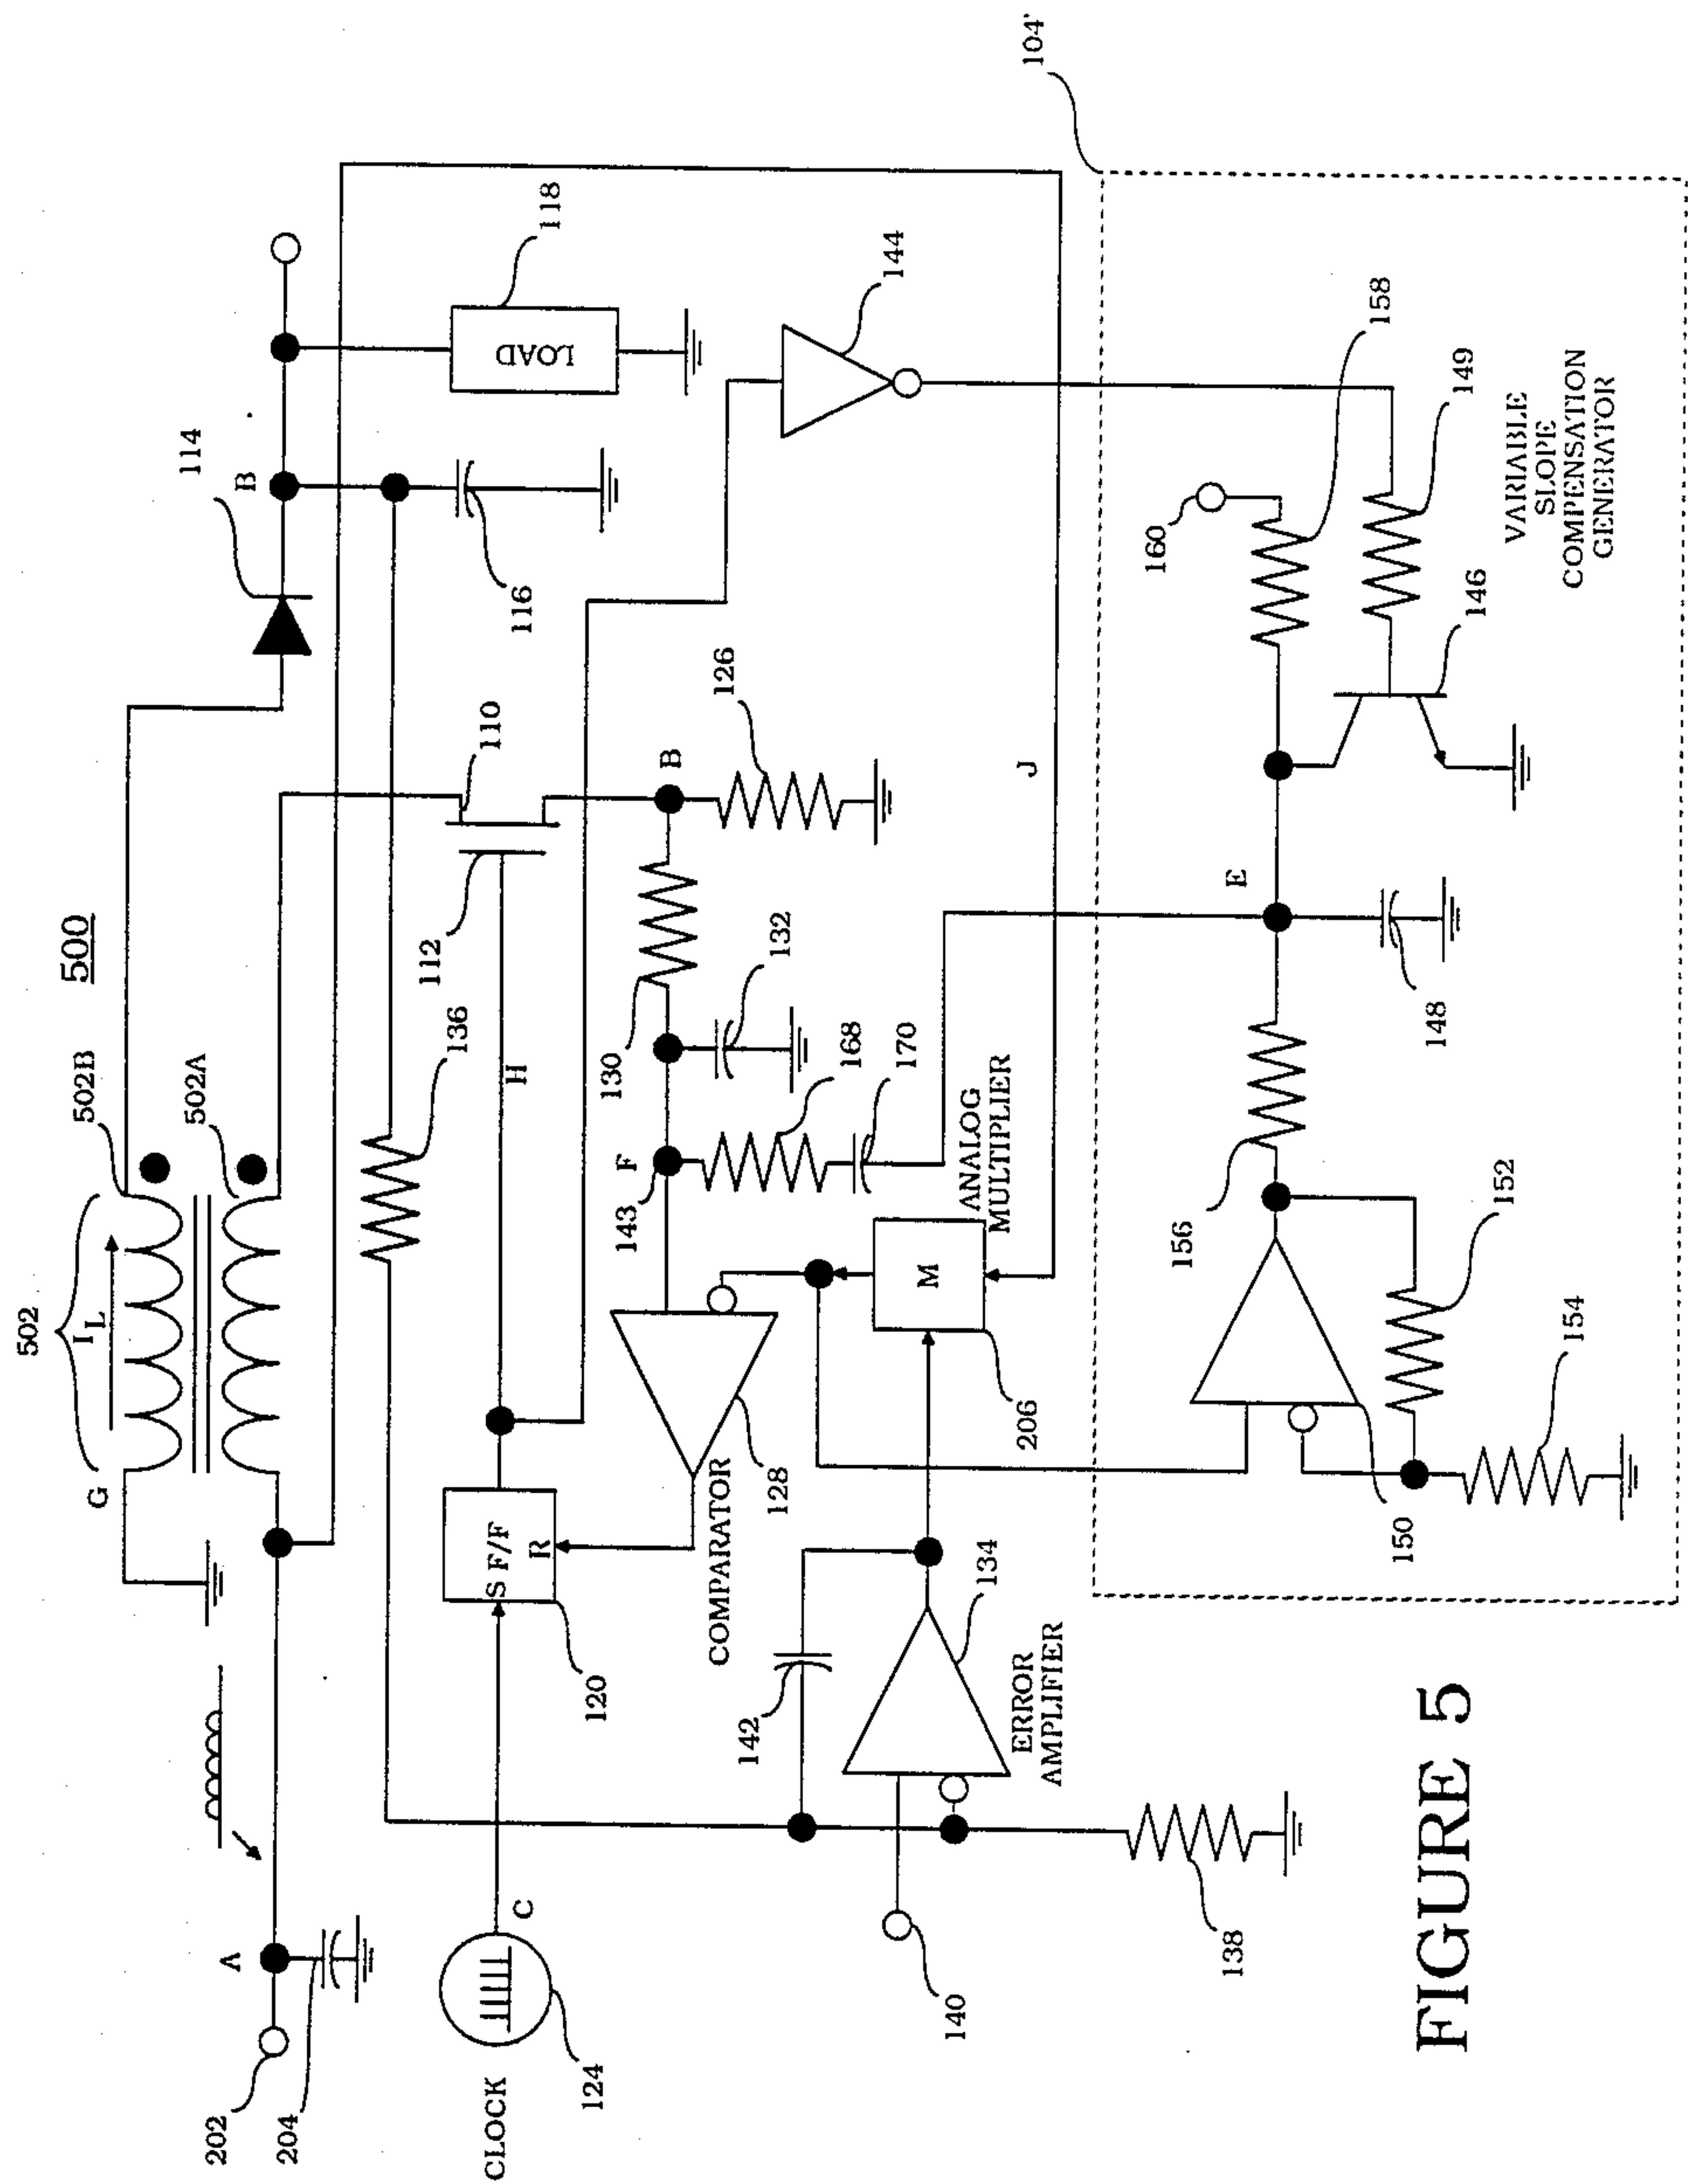 500
502
I L
502B
G
502A
114
B
202
A
204
136
112
110
116
118
LOAD
CLOCK
C
H
S F/F
R
124
120
130
143
F
B
126
COMPARATOR
132
128
142
168
144
170
140
134
M
ANALOG
MULTIPLIER
ERROR
AMPLIFIER
206
J
104'
160
156
E
138
158
150
148
152
149
146
154
VARIABLE
SLOPE
COMPENSATION
GENERATOR
FIGURE 5